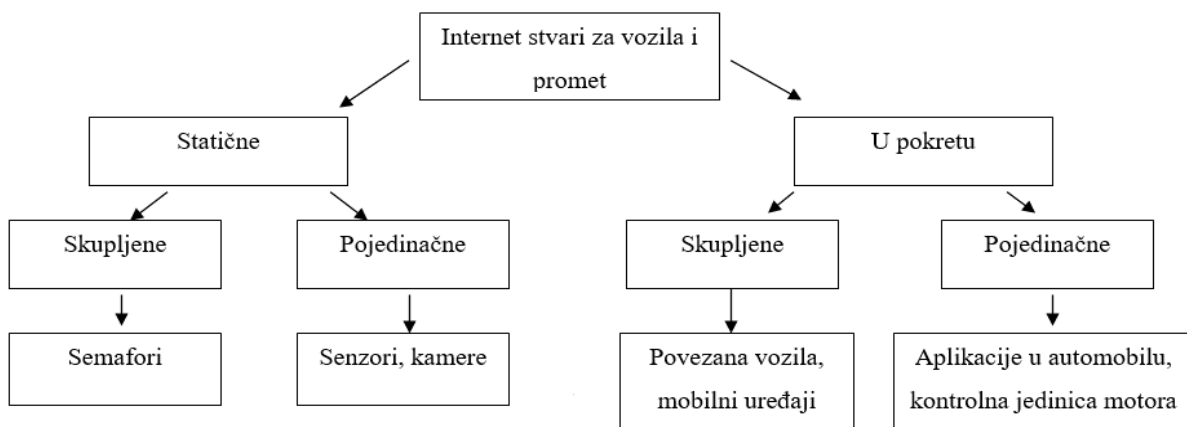 Internet stvari za vozila i
promet
Statične
U pokretu
Skupljene
Pojedinačne
Skupljene
Pojedinačne
Semafori
Senzori, kamere
Povezana vozila,
mobilni uređaji
Aplikacije u automobilu,
kontrolna jedinica motora